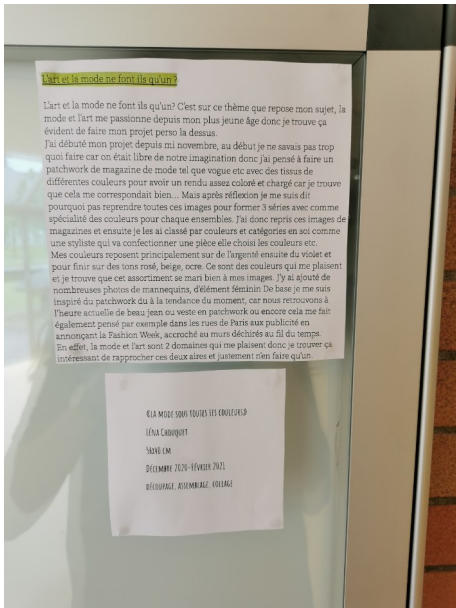 L'art et la mode ne font ils qu'un ?
L'art et la mode ne font ils qu'un? C'est sur ce thème que repose mon sujet, la
mode et l'art me passionne depuis mon plus jeune âge donc je trouve ça
évident de faire mon projet perso la dessus.
J'ai débuté mon projet depuis mi novembre, au début je ne savais pas trop
quoi faire car on était libre de notre imagination donc j'ai pensé à faire un
patchwork de magazine de mode tel que vogue etc avec des tissus de
différentes couleurs pour avoir un rendu assez coloré et chargé car je trouve
que cela me correspondait bien... Mais après réflexion je me suis dit
pourquoi pas reprendre toutes ces images pour former 3 séries avec comme
spécialité des couleurs pour chaque ensembles. J'ai donc repris ces images de
magazines et ensuite je les ai classé par couleurs et catégories en soi comme
une styliste qui va confectionner une pièce elle choisi les couleurs etc.
Mes couleurs reposent principalement sur de l'argenté ensuite du violet et
pour finir sur des tons rosé, beige, ocre. Ce sont des couleurs qui me plaisent
et je trouve que cet assortiment se mari bien à mes images. J'y ai ajouté de
nombreuses photos de mannequins, d'élément féminin De base je me suis
inspiré du patchwork du à la tendance du moment, car nous retrouvons à
l'heure actuelle de beau jean ou veste en patchwork ou encore cela me fait
également pensé par exemple dans les rues de Paris aux publicité en
annonçant la Fashion Week, accroché au murs déchirés au fil du temps.
En effet, la mode et l'art sont 2 domaines qui me plaisent donc je trouver ça
intéressant de rapprocher ces deux aires et justement n'en faire qu'un.
«LA MODE SOUS TOUTES SES COULEURS»
LÉNA CHOUQUET
56X40 CM
DÉCEMBRE 2020-FÉVRIER 2021
DÉCOUPAGE, ASSEMBLAGE, COLLAGE